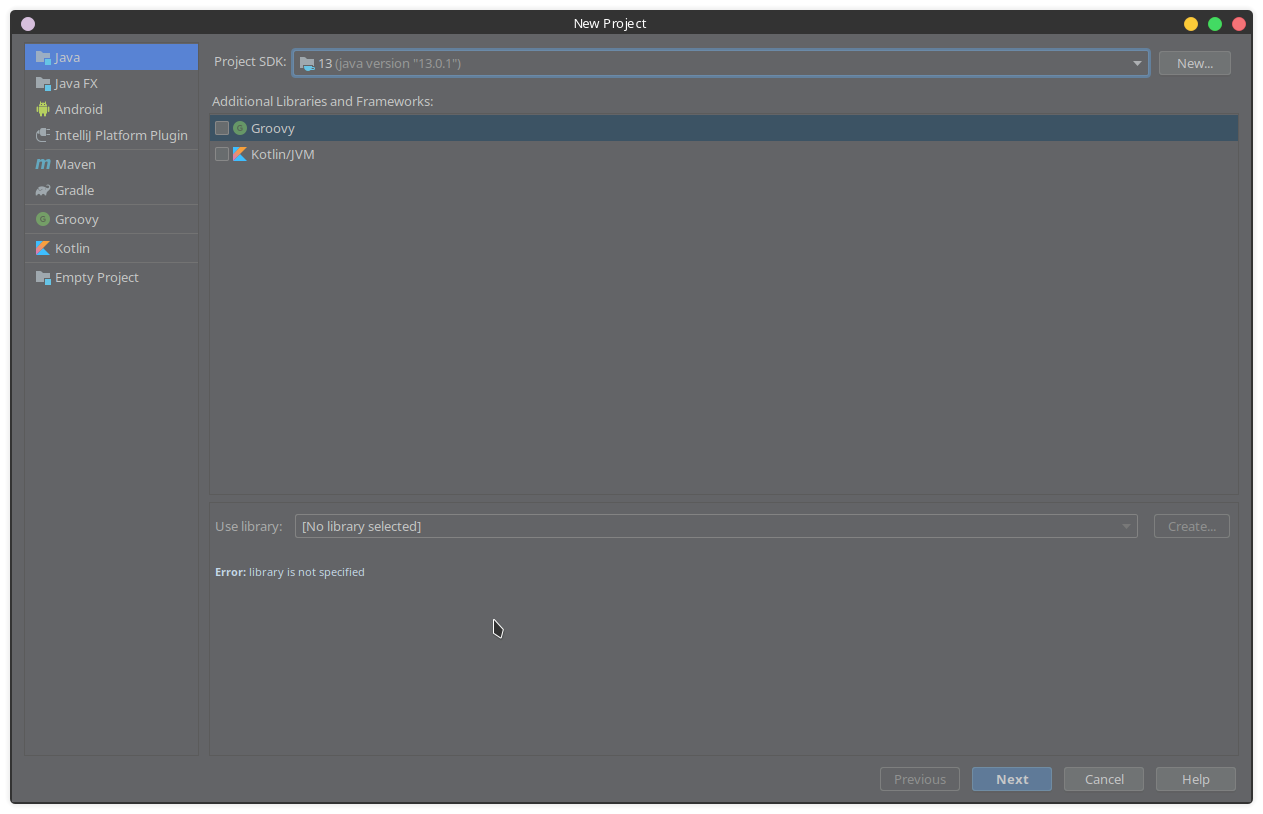 New Project
Java
Java FX
Android
IntelliJ Platform Plugin
Maven
Gradle
Groovy
Kotlin
Empty Project
Project SDK: 13 (java version "13.0.1") New...
Additional Libraries and Frameworks:
Groovy
Kotlin/JVM
Use library: [No library selected] Create...
Error: library is not specified
Previous Next Cancel Help